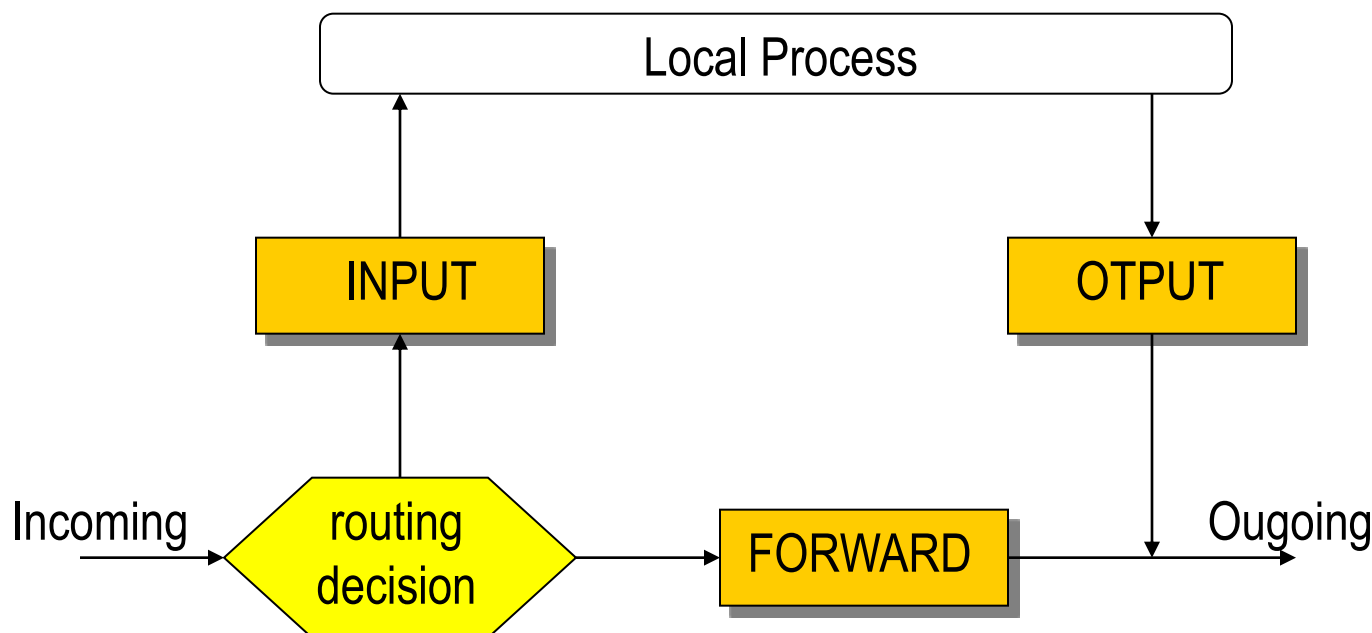 Local Process
INPUT
OTPUT
Incoming
routing
decision
FORWARD
Ougoing